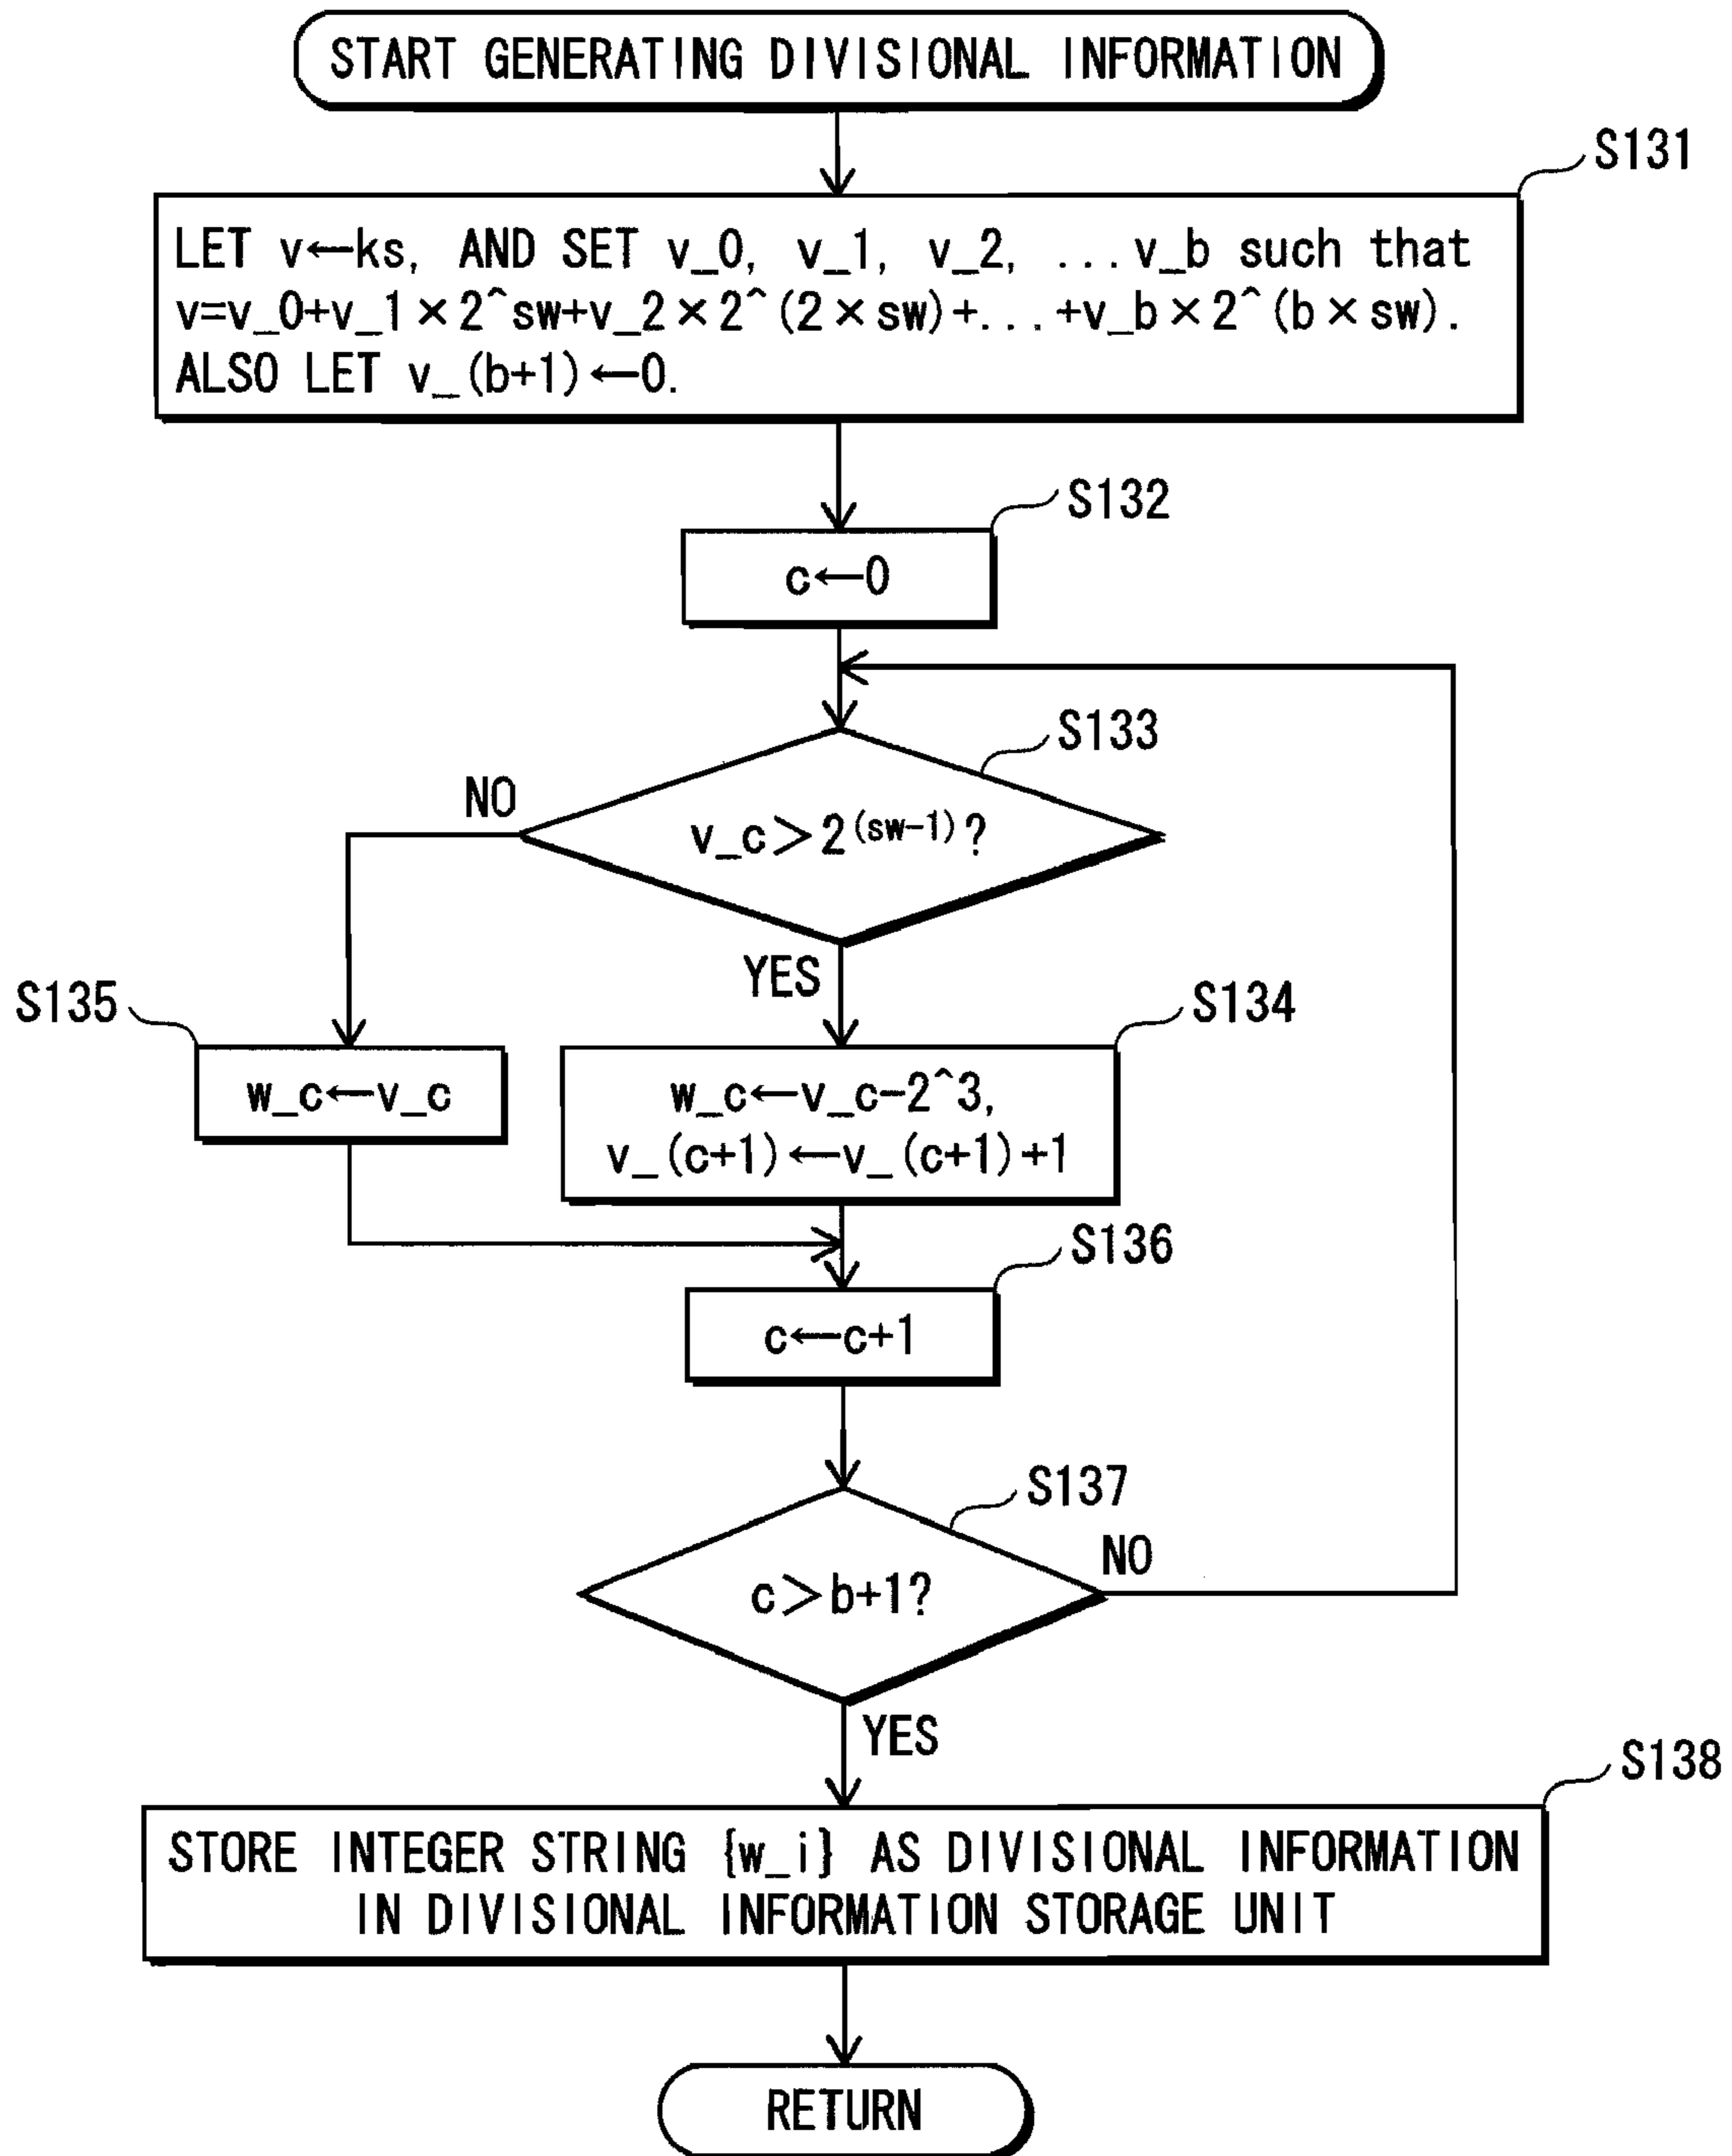 START GENERATING DIVISIONAL INFORMATION
S131
LET v←ks, AND SET v_0, v_1, v_2, ...v_b such that
v=v_0+v_1×2^sw+v_2×2^(2×sw)+...+v_b×2^(b×sw).
ALSO LET v_(b+1)←0.
S132
c←0
S133
NO
v_c>2^(sw-1)?
YES
S135
S134
w_c←v_c
w_c←v_c-2^3,
v_(c+1)←v_(c+1)+1
S136
c←c+1
S137
NO
c>b+1?
YES
S138
STORE INTEGER STRING {w_i} AS DIVISIONAL INFORMATION
IN DIVISIONAL INFORMATION STORAGE UNIT
RETURN